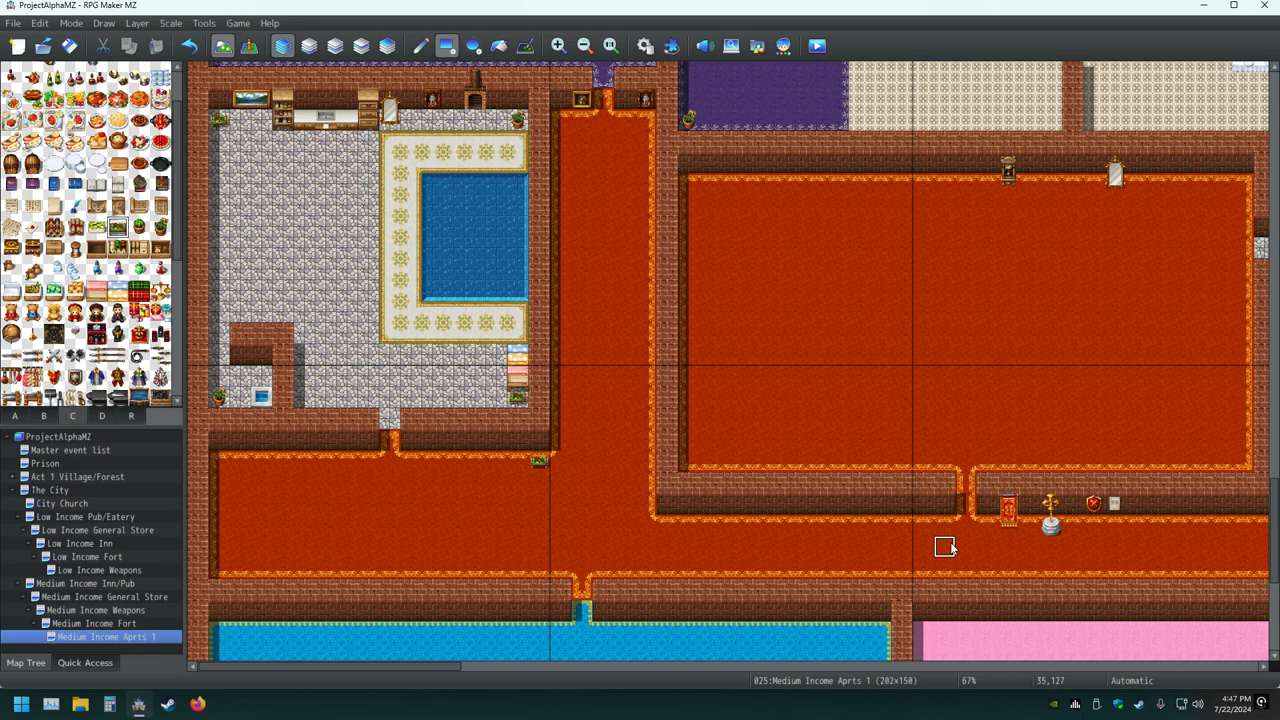 ProjectAlphaMZ - RPG Maker MZ
File Edit Mode Draw Layer Scale Tools Game Help
A B C D R
ProjectAlphaMZ
Master event list
Prison
Act 1 Village/Forest
The City
City Church
Low Income Pub/Eatery
Low Income General Store
Low Income Inn
Low Income Fort
Low Income Weapons
Medium Income Inn/Pub
Medium Income General Store
Medium Income Weapons
Medium Income Fort
Medium Income Aprts 1
Map Tree Quick Access
025:Medium Income Aprts 1 (202x150) 67% 35,127 Automatic
4:47 PM
7/22/2024